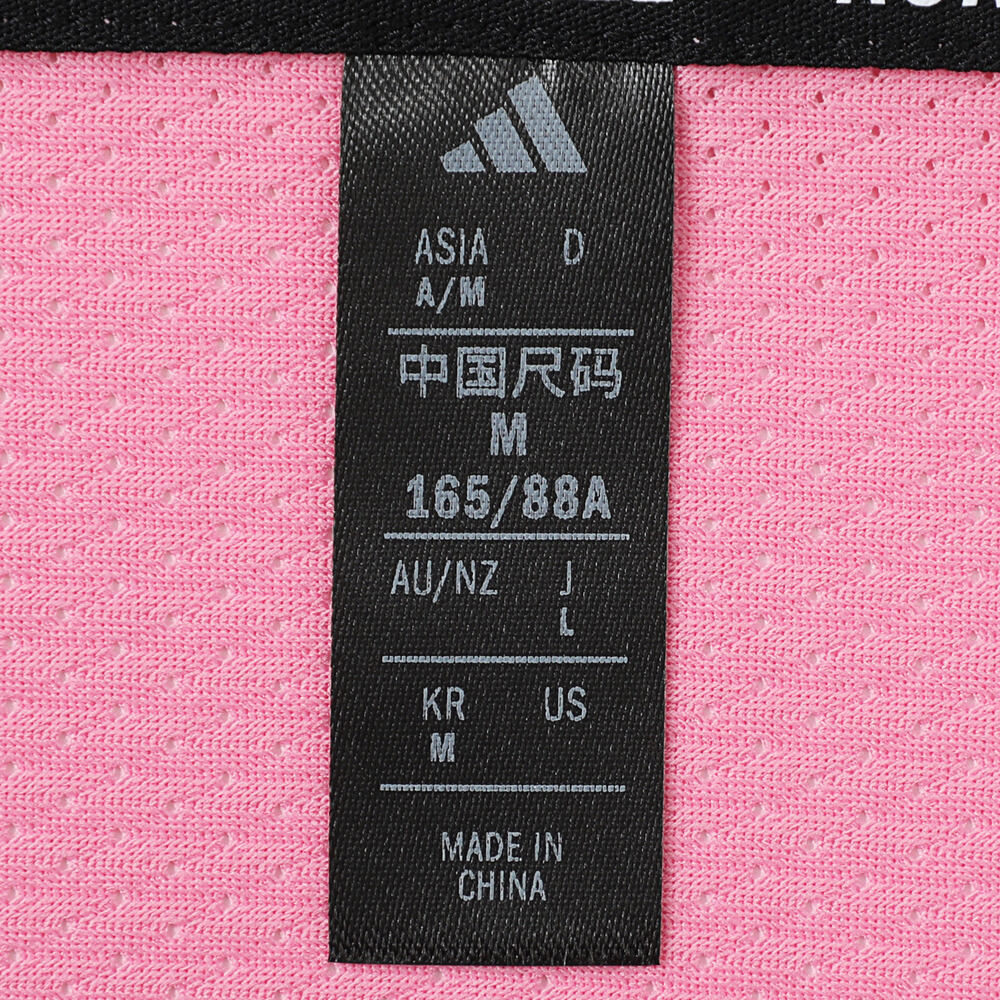 ASIA D
A/M
中国尺码
M
165/88A
AU/NZ J
L
KR US
M
MADE IN
CHINA